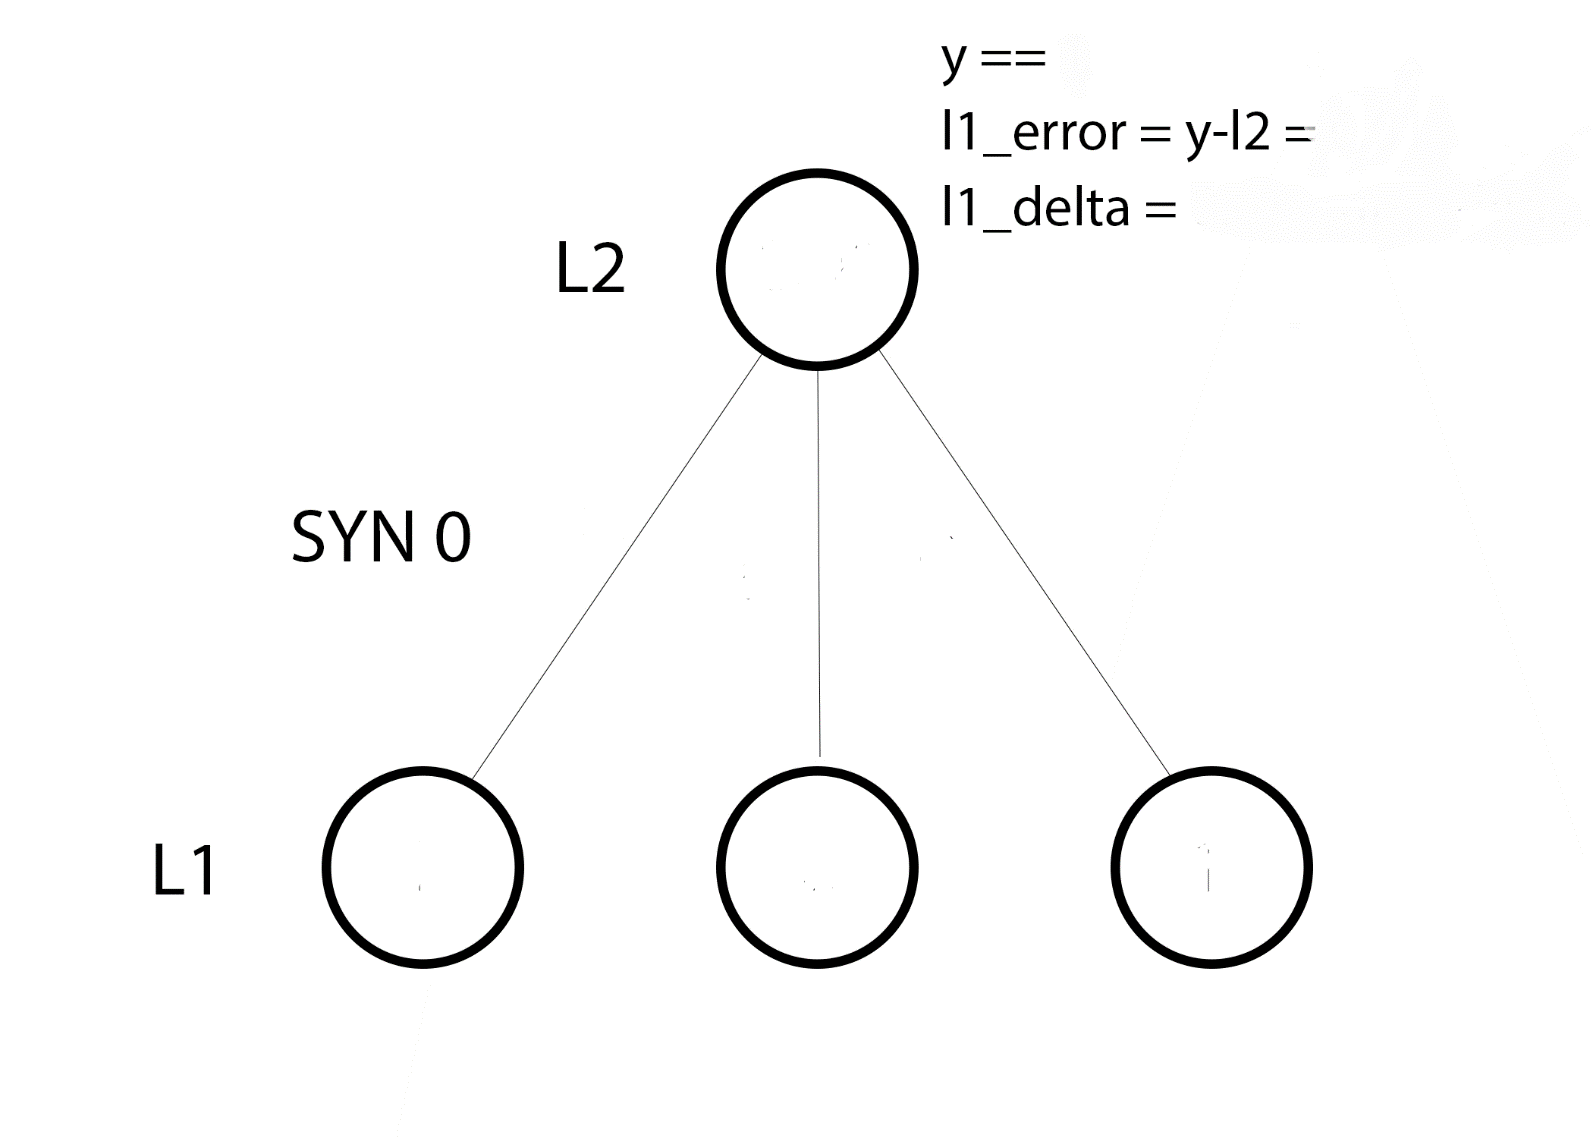 y ==
l1_error = y-l2 =
l1_delta =
L2
SYN 0
L1